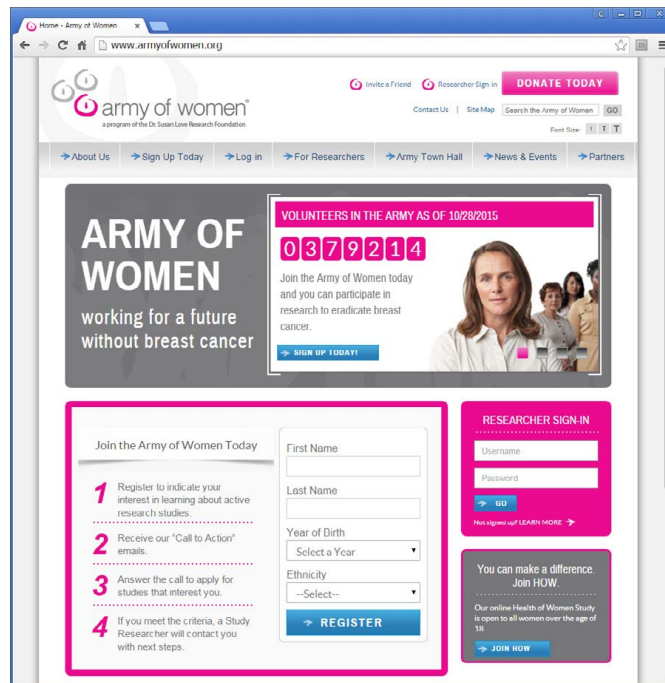 Home - Army of Women
www.armyofwomen.org
Invite a Friend
Researcher Sign in
DONATE TODAY
army of women®
a program of the Dr. Susan Love Research Foundation
Contact Us | Site Map
Search the Army of Women
GO
Font Size: T T T
About Us
Sign Up Today
Log in
For Researchers
Army Town Hall
News & Events
Partners
ARMY OF
WOMEN
working for a future
without breast cancer
VOLUNTEERS IN THE ARMY AS OF 10/28/2015
0379214
Join the Army of Women today
and you can participate in
research to eradicate breast
cancer.
SIGN UP TODAY!
Join the Army of Women Today
1 Register to indicate your
interest in learning about active
research studies.
2 Receive our "Call to Action"
emails.
3 Answer the call to apply for
studies that interest you.
4 If you meet the criteria, a Study
Researcher will contact you
with next steps.
First Name
Last Name
Year of Birth
Select a Year
Ethnicity
--Select--
REGISTER
RESEARCHER SIGN-IN
Username
Password
GO
Not signed up? LEARN MORE
You can make a difference.
Join HOW.
Our online Health of Women Study
is open to all women over the age of
18
JOIN HOW